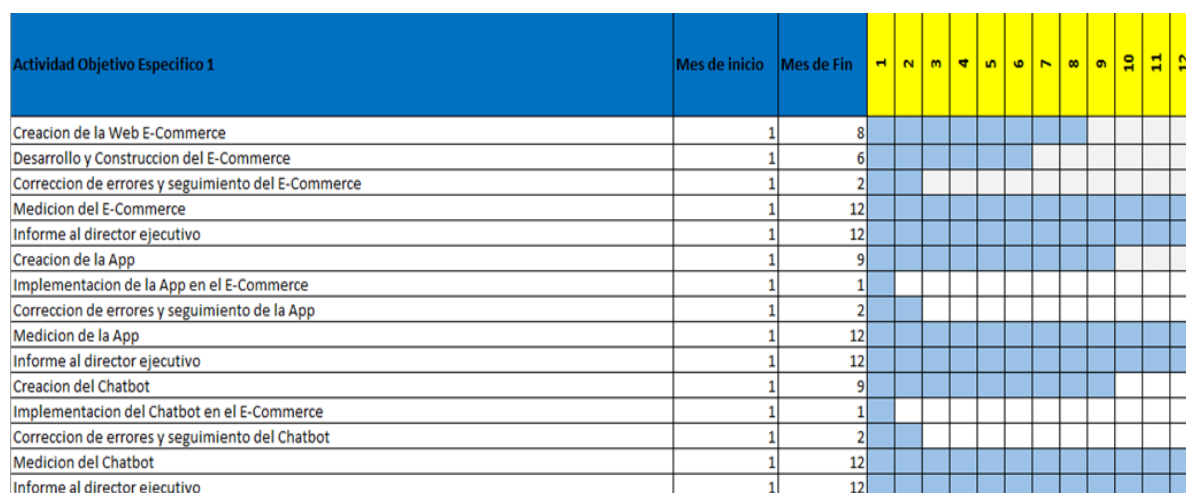 Actividad Objetivo Especifico 1 Mes de inicio Mes de Fin 1 2 3 4 5 6 7 8 9 10 11 12
Creacion de la Web E-Commerce 1 8
Desarrollo y Construccion del E-Commerce 1 6
Correccion de errores y seguimiento del E-Commerce 1 2
Medicion del E-Commerce 1 12
Informe al director ejecutivo 1 12
Creacion de la App 1 9
Implementacion de la App en el E-Commerce 1 1
Correccion de errores y seguimiento de la App 1 2
Medicion de la App 1 12
Informe al director ejecutivo 1 12
Creacion del Chatbot 1 9
Implementacion del Chatbot en el E-Commerce 1 1
Correccion de errores y seguimiento del Chatbot 1 2
Medicion del Chatbot 1 12
Informe al director ejecutivo 1 12